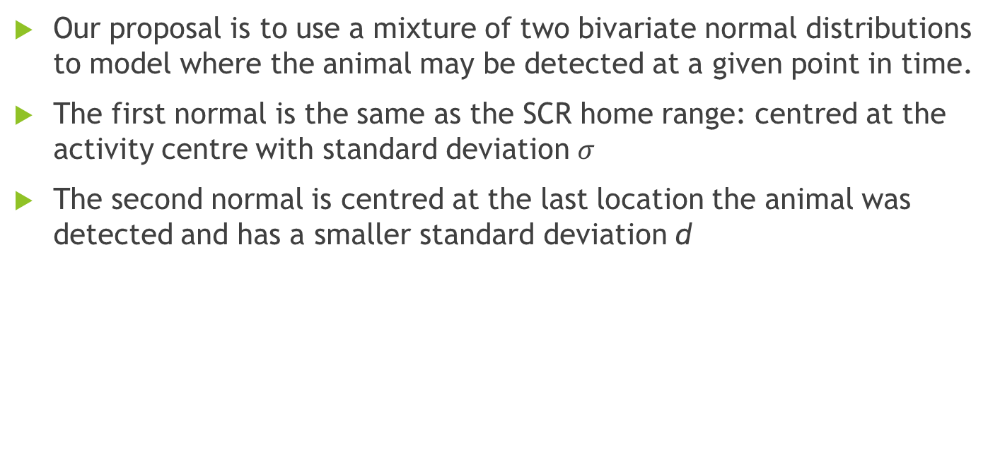 Our proposal is to use a mixture of two bivariate normal distributions
to model where the animal may be detected at a given point in time.
The first normal is the same as the SCR home range: centred at the
activity centre with standard deviation σ
The second normal is centred at the last location the animal was
detected and has a smaller standard deviation d